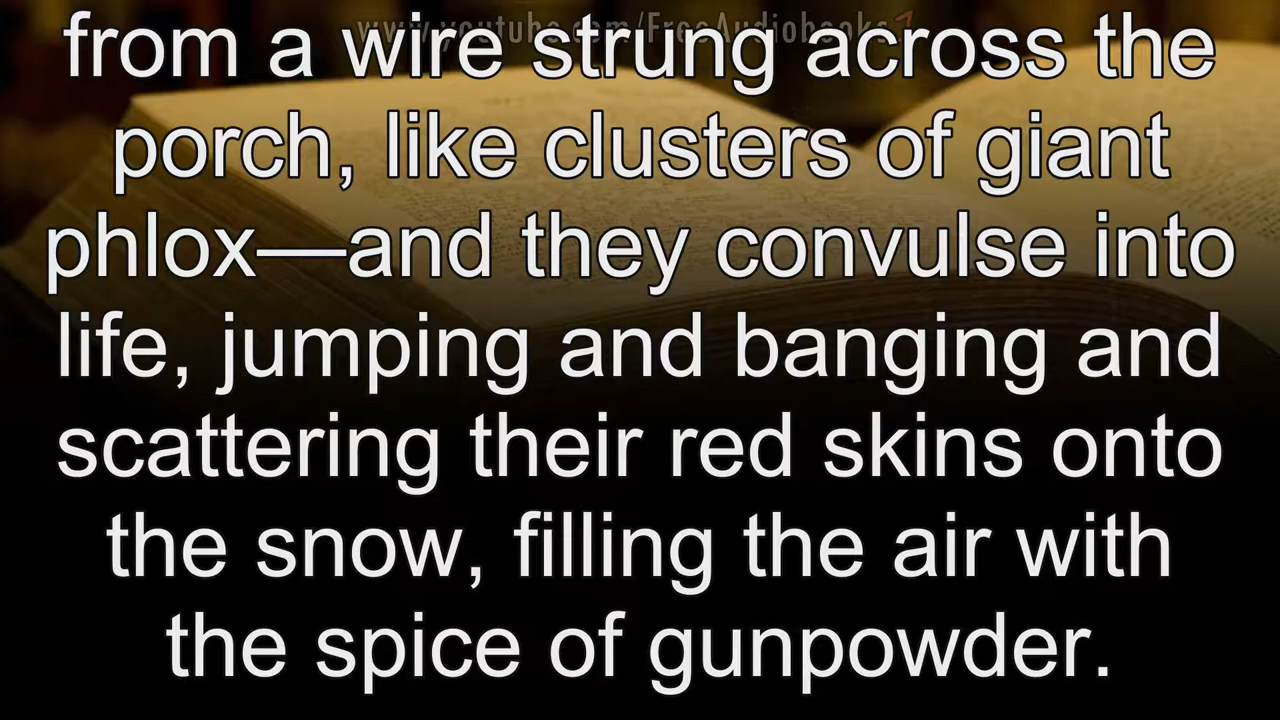 www.youtube.com/FreeAudiobooks
from a wire strung across the
porch, like clusters of giant
phlox—and they convulse into
life, jumping and banging and
scattering their red skins onto
the snow, filling the air with
the spice of gunpowder.